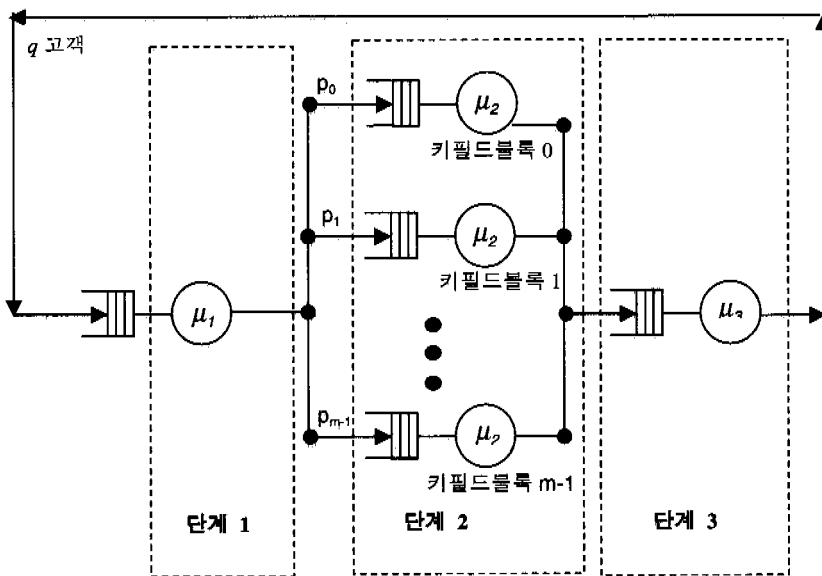 q 고객
p0
μ2
키필드블록 0
p1
μ2
키필드블록 1
μ1
μ3
pm-1
μ2
키필드블록 m-1
단계 1
단계 2
단계 3